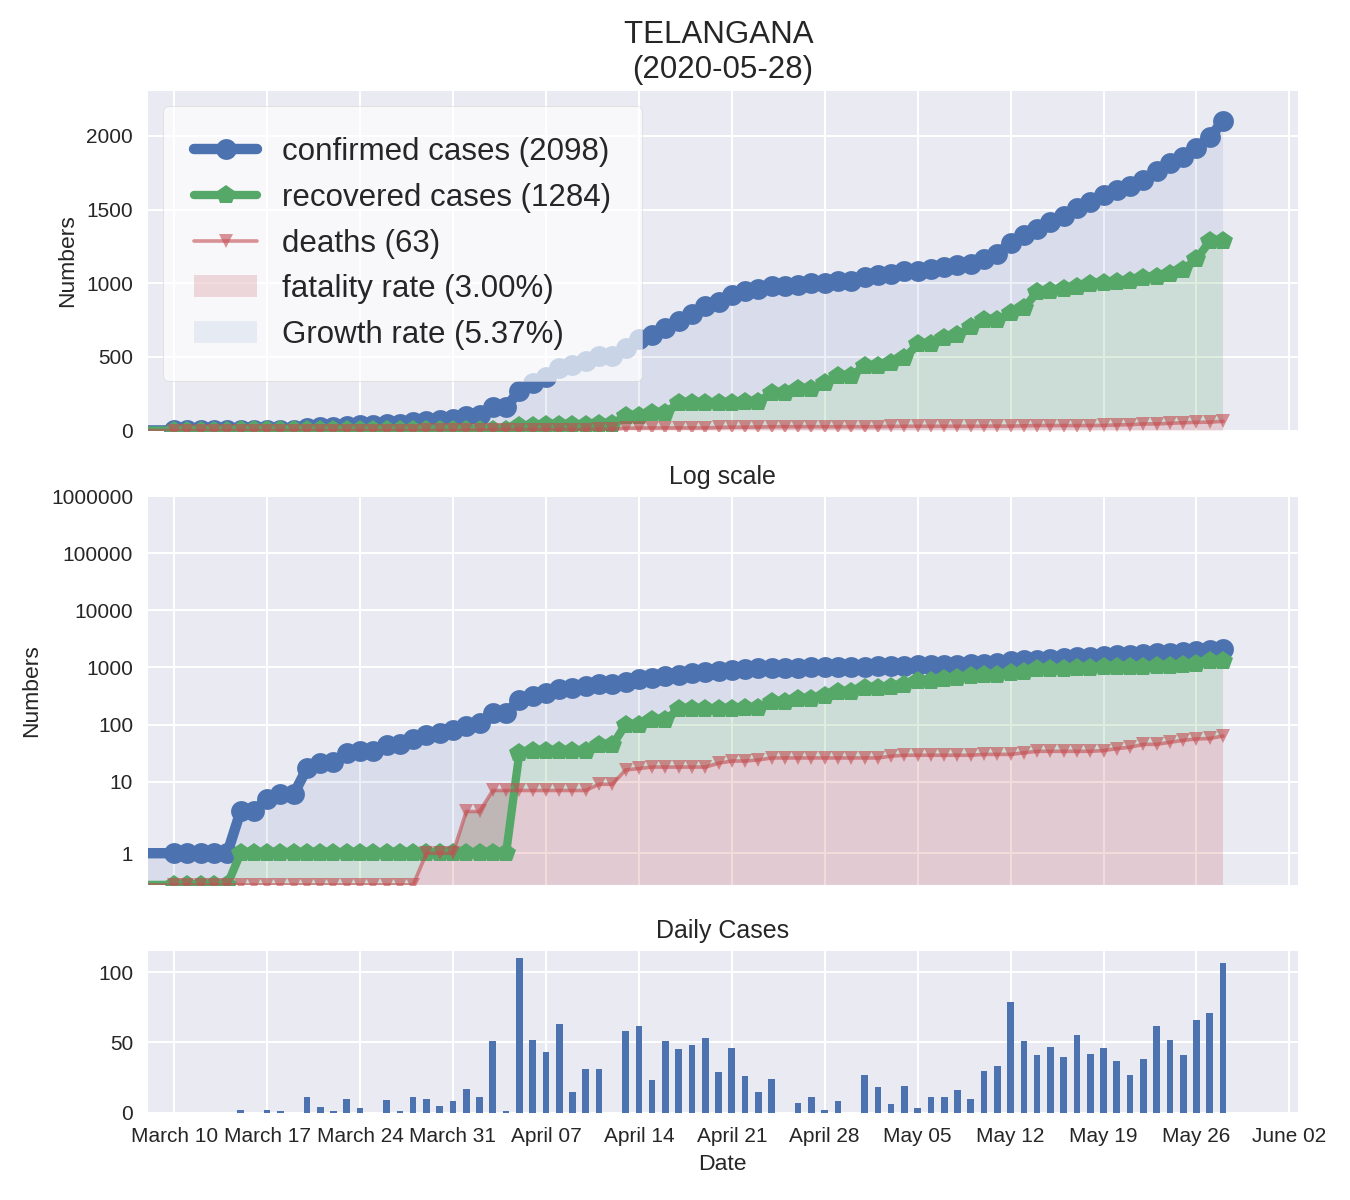 TELANGANA
(2020-05-28)
2000
1500
1000
500
0
Numbers
confirmed cases (2098)
recovered cases (1284)
deaths (63)
fatality rate (3.00%)
Growth rate (5.37%)
Log scale
1000000
100000
10000
1000
100
10
1
Numbers
Daily Cases
100
50
0
March 10 March 17 March 24 March 31 April 07 April 14 April 21 April 28 May 05 May 12 May 19 May 26 June 02
Date